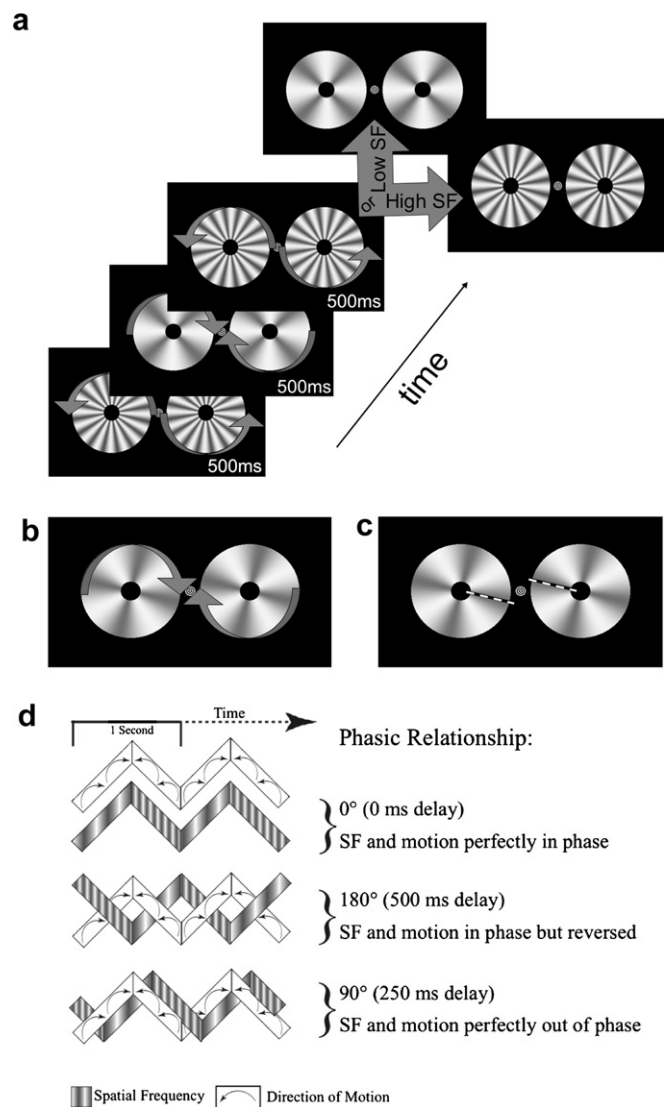 a
or Low SF
High SF
500ms
500ms
500ms
time
b
c
d
Time
1 Second
Phasic Relationship:
0° (0 ms delay)
SF and motion perfectly in phase
180° (500 ms delay)
SF and motion in phase but reversed
90° (250 ms delay)
SF and motion perfectly out of phase
Spatial Frequency
Direction of Motion